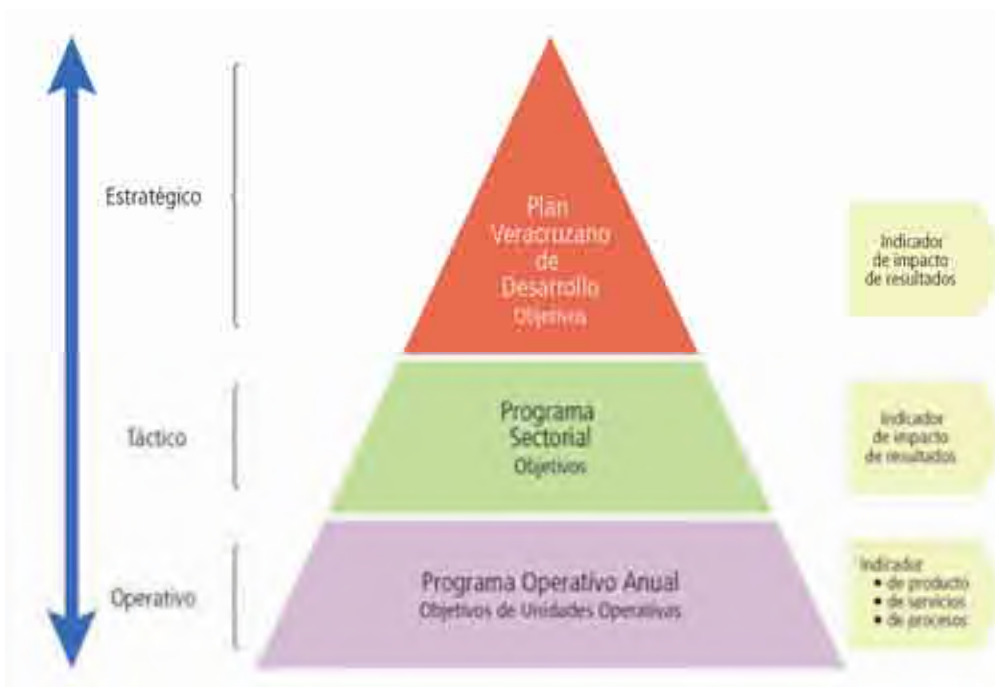 Estratégico
Plan
Veracruzano
de
Desarrollo
Objetivos
Indicador
de impacto
de resultados
Táctico
Programa
Sectorial
Objetivos
Indicador
de impacto
de resultados
Operativo
Programa Operativo Anual
Objetivos de Unidades Operativas
Indicador
• de producto
• de servicios
• de procesos